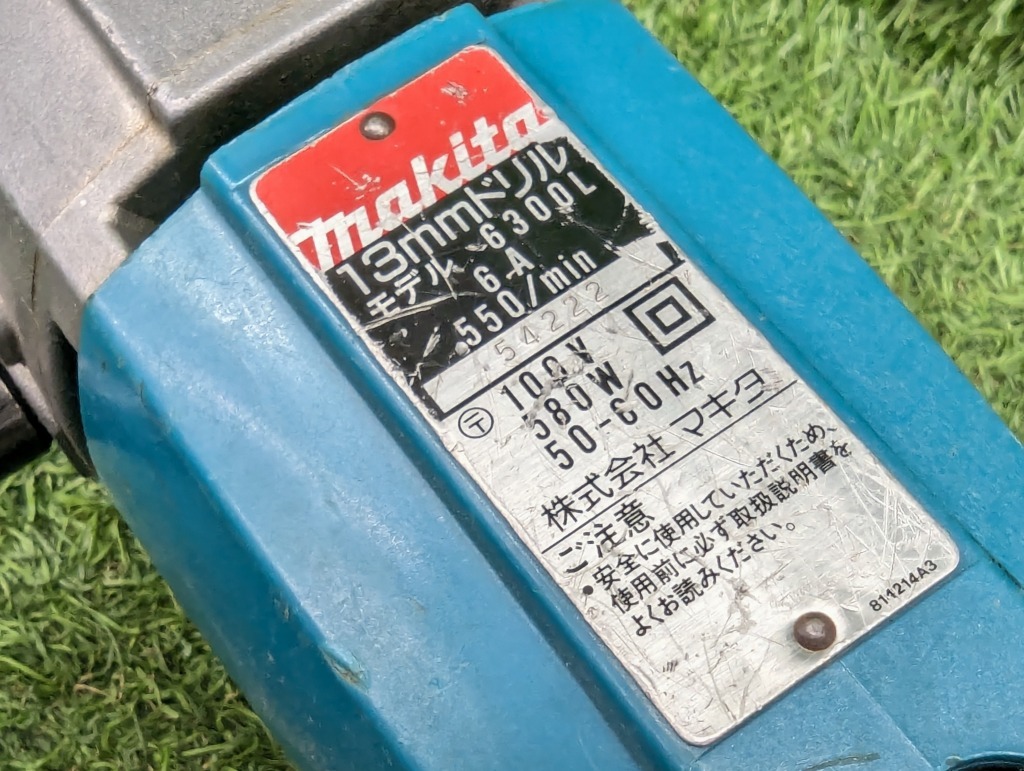 makita
13mmドリル
モデル 6300L
6A
550/min
54222
〒 100V
580W
50-60Hz
株式会社 マキタ
ご注意
・安全に使用していただくため、
使用前に必ず取扱説明書を
よくお読みください。
811214A3